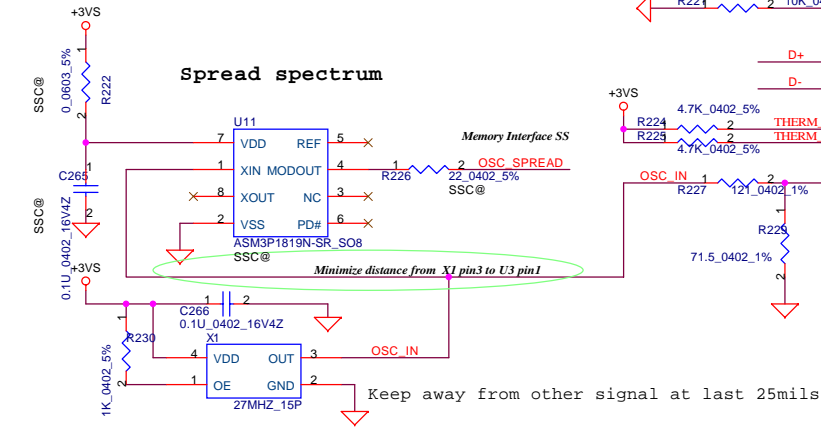 +3VS
R221
10K_04
SSC@
0_0603_5%
1
R222
2
Spread spectrum
D+
D-
+3VS
R224
4.7K_0402_5%
1
2
THERM_
R225
1
2
THERM_
4.7K_0402_5%
U11
7
VDD
REF
5
1
XIN
MODOUT
4
8
XOUT
NC
3
2
VSS
PD#
6
ASM3P1819N-SR_SO8
SSC@
Memory Interface SS
1
R226
2
OSC_SPREAD
22_0402_5%
SSC@
OSC_IN
R227
1
2
121_0402_1%
1
R229
71.5_0402_1%
2
C265
1
2
SSC@
0.1U_0402_16V4Z
Minimize distance from X1 pin3 to U3 pin1
+3VS
1
2
C266
0.1U_0402_16V4Z
1
R230
2
1K_0402_5%
X1
4
VDD
OUT
3
OSC_IN
1
OE
GND
2
27MHZ_15P
Keep away from other signal at last 25mils